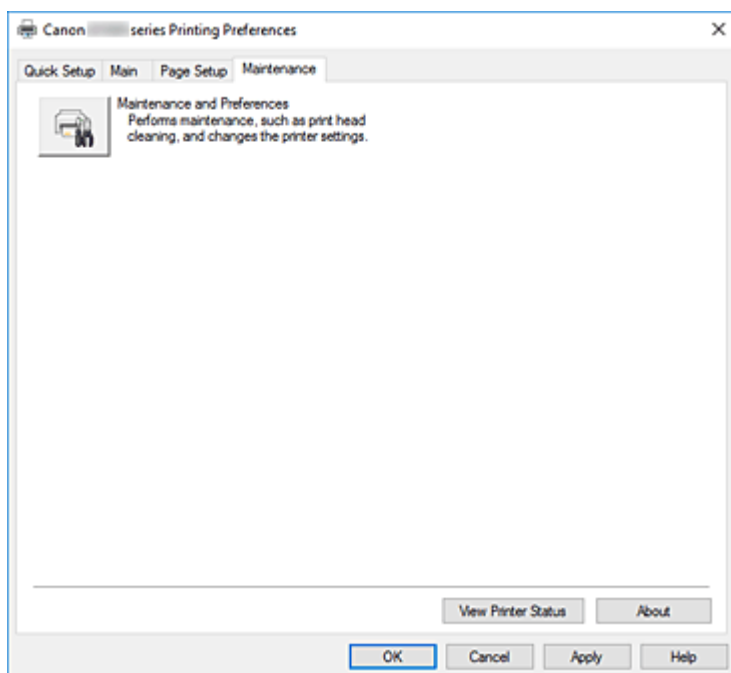 Canon series Printing Preferences
Quick Setup Main Page Setup Maintenance
Maintenance and Preferences
Performs maintenance, such as print head
cleaning, and changes the printer settings.
View Printer Status About
OK Cancel Apply Help